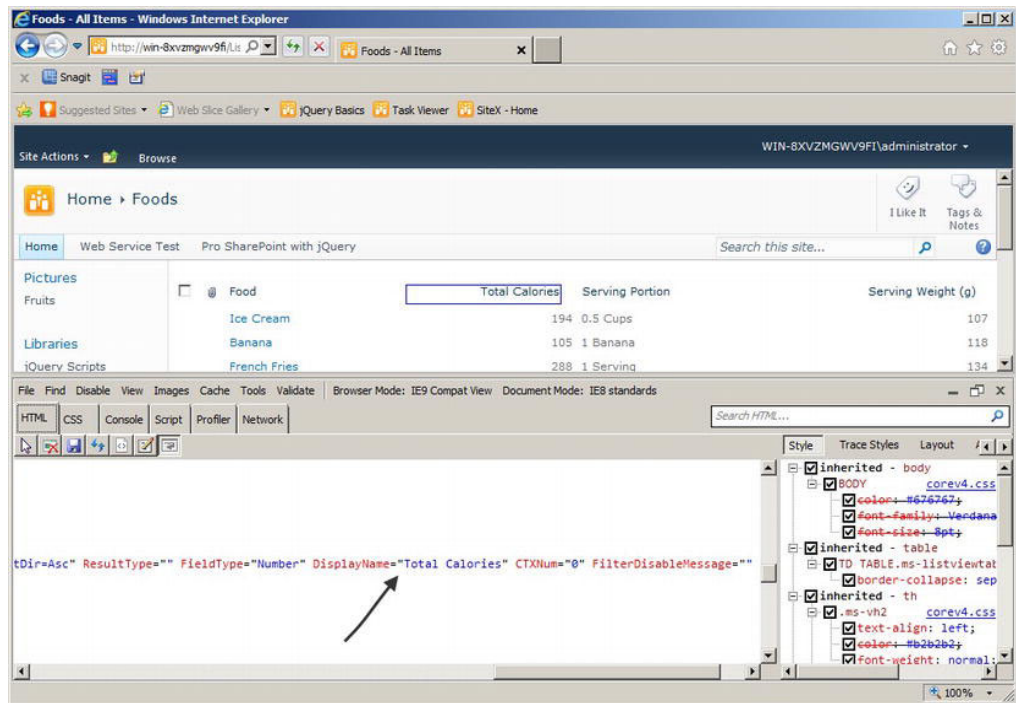 Foods - All Items - Windows Internet Explorer
http://win-8xvzmgwv9fi/Lis
Foods - All Items
x Snagit
Suggested Sites Web Slice Gallery jQuery Basics Task Viewer SiteX - Home
Site Actions Browse WIN-8XVZMGWV9FI\administrator
Home Foods
I Like It Tags & Notes
Home Web Service Test Pro SharePoint with jQuery Search this site...
Pictures
Fruits
Libraries
jQuery Scripts
Food Total Calories Serving Portion Serving Weight (g)
Ice Cream 194 0.5 Cups 107
Banana 105 1 Banana 118
French Fries 288 1 Serving 134
File Find Disable View Images Cache Tools Validate Browser Mode: IE9 Compat View Document Mode: IE8 standards
HTML CSS Console Script Profiler Network Search HTML...
Style Trace Styles Layout
tDir=Asc" ResultType="" FieldType="Number" DisplayName="Total Calories" CTXNum="0" FilterDisableMessage=""
inherited - body
BODY corev4.css
color: #676767;
font-family: Verdana
font-size: 8pt;
inherited - table
TD TABLE.ms-listviewtab
border-collapse: sep
inherited - th
.ms-vh2 corev4.css
text-align: left;
color: #b2b2b2;
font-weight: normal;
100%